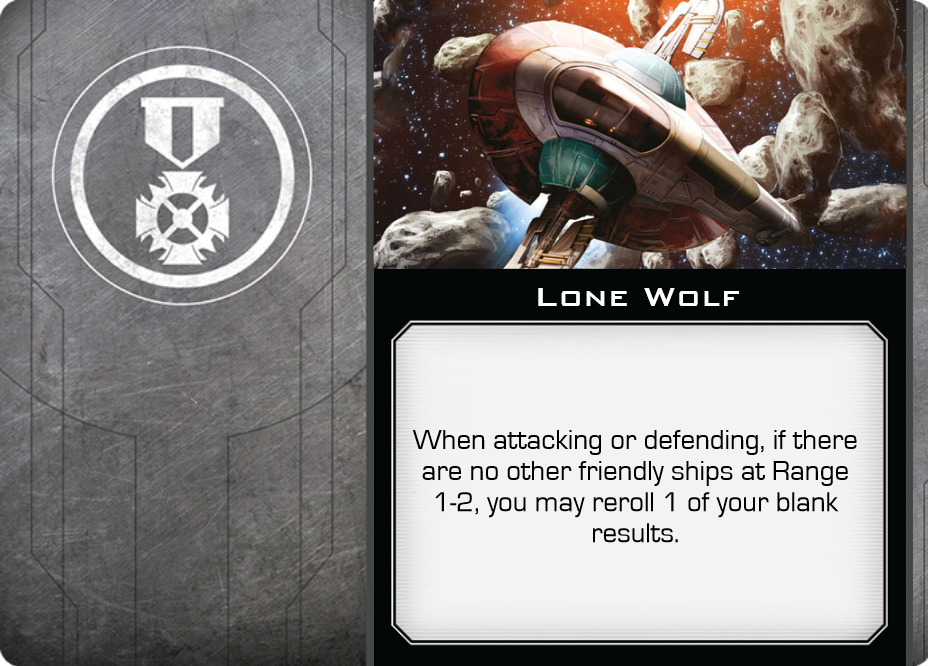 Lone Wolf
When attacking or defending, if there
are no other friendly ships at Range
1-2, you may reroll 1 of your blank
results.